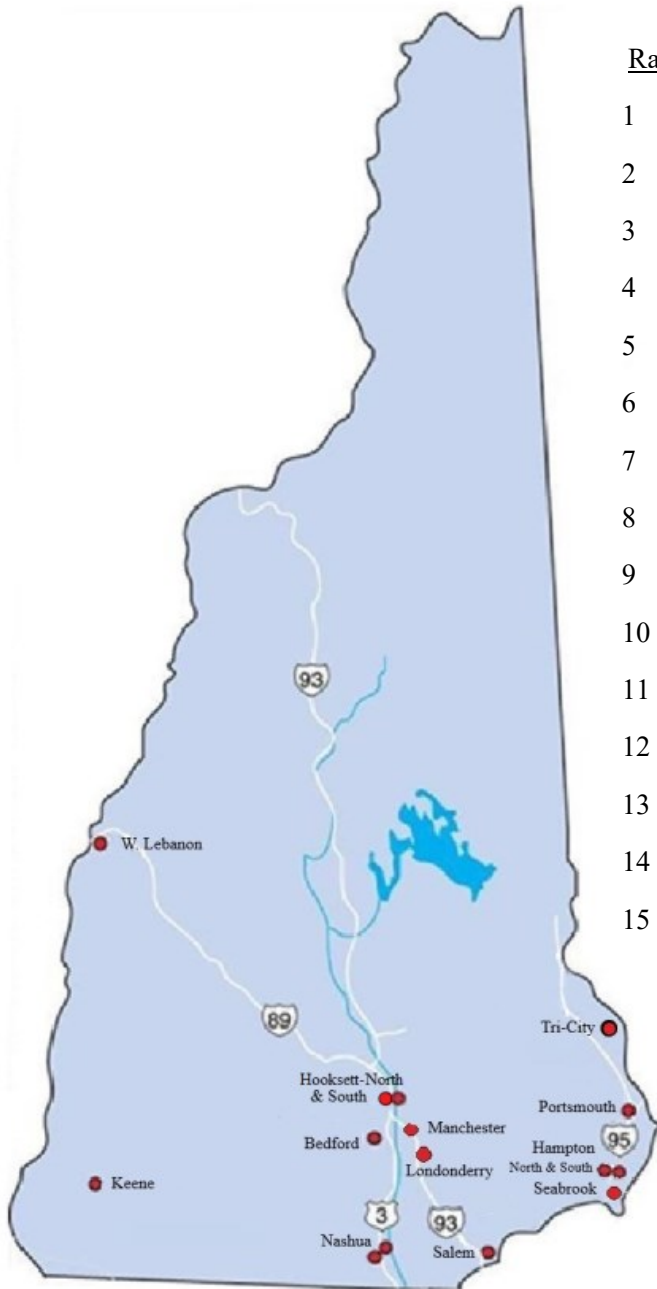 Ra
1
2
3
4
5
6
7
8
9
10
11
12
13
14
15
93
W. Lebanon
89
Tri-City
Hooksett-North
& South
Portsmouth
Manchester
Bedford
95
Hampton
North & South
Londonderry
Keene
Seabrook
3
93
Nashua
Salem